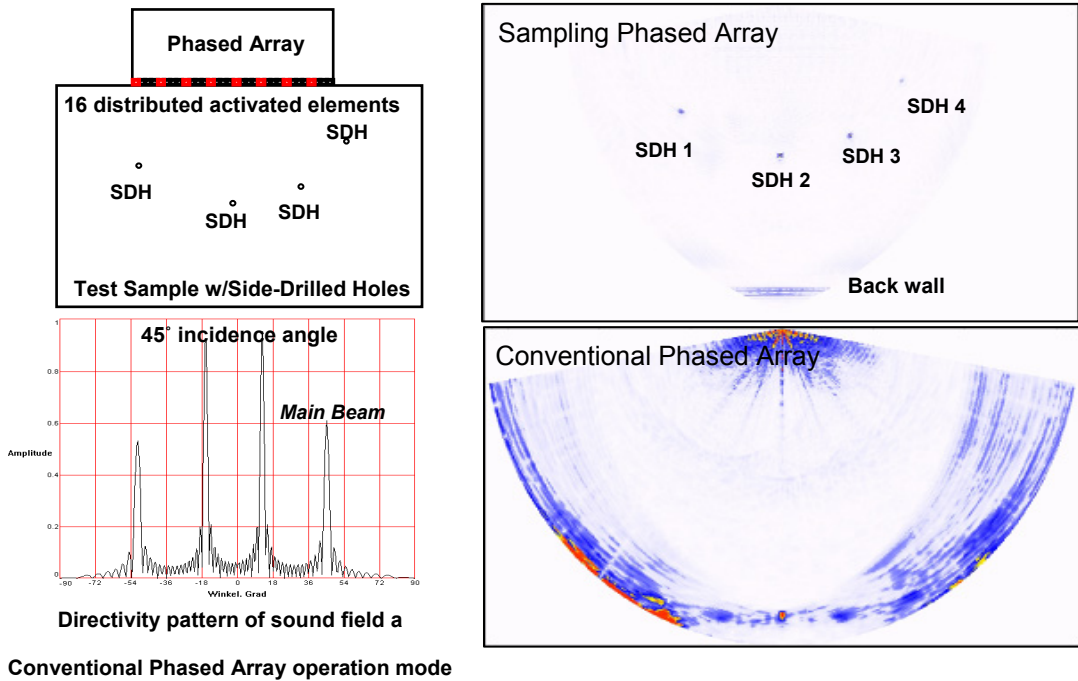 Phased Array
16 distributed activated elements
SDH
SDH
SDH
SDH
Test Sample w/Side-Drilled Holes
Sampling Phased Array
SDH 4
SDH 1
SDH 3
SDH 2
Back wall
45° incidence angle
Main Beam
1
0.8
0.6
Amplitude
0.4
0.2
0
-90 -72 -54 -36 -18 0 18 36 54 72 90
Winkel. Grad
Directivity pattern of sound field a
Conventional Phased Array operation mode
Conventional Phased Array